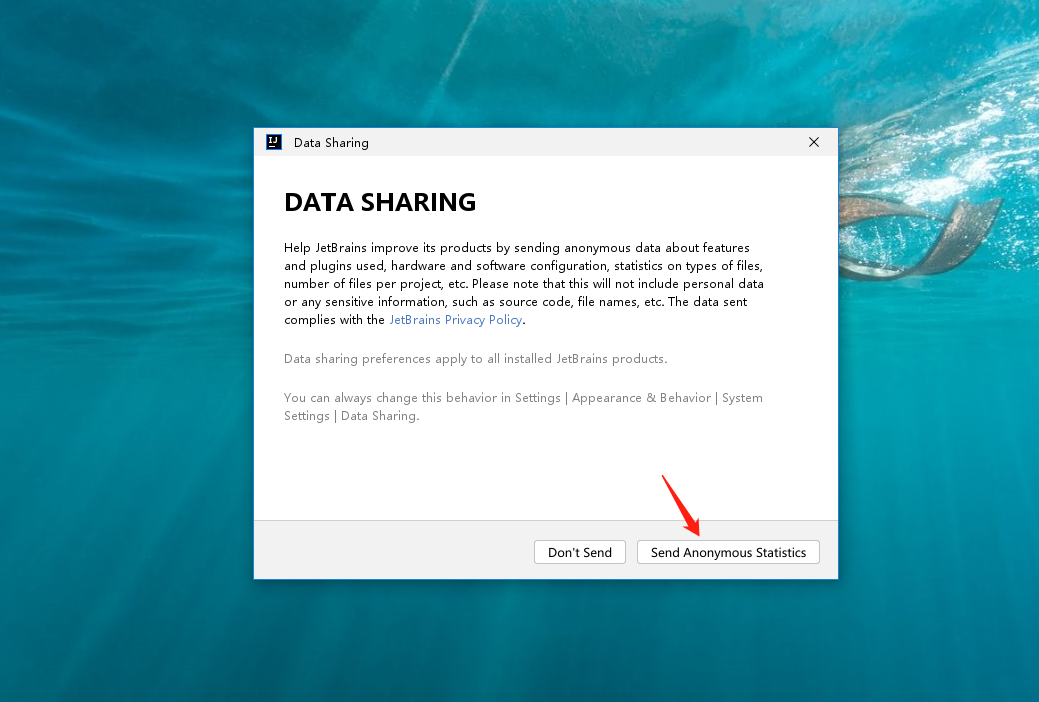 IJ
Data Sharing
DATA SHARING
Help JetBrains improve its products by sending anonymous data about features
and plugins used, hardware and software configuration, statistics on types of files,
number of files per project, etc. Please note that this will not include personal data
or any sensitive information, such as source code, file names, etc. The data sent
complies with the JetBrains Privacy Policy.
Data sharing preferences apply to all installed JetBrains products.
You can always change this behavior in Settings | Appearance & Behavior | System
Settings | Data Sharing.
Don't Send
Send Anonymous Statistics